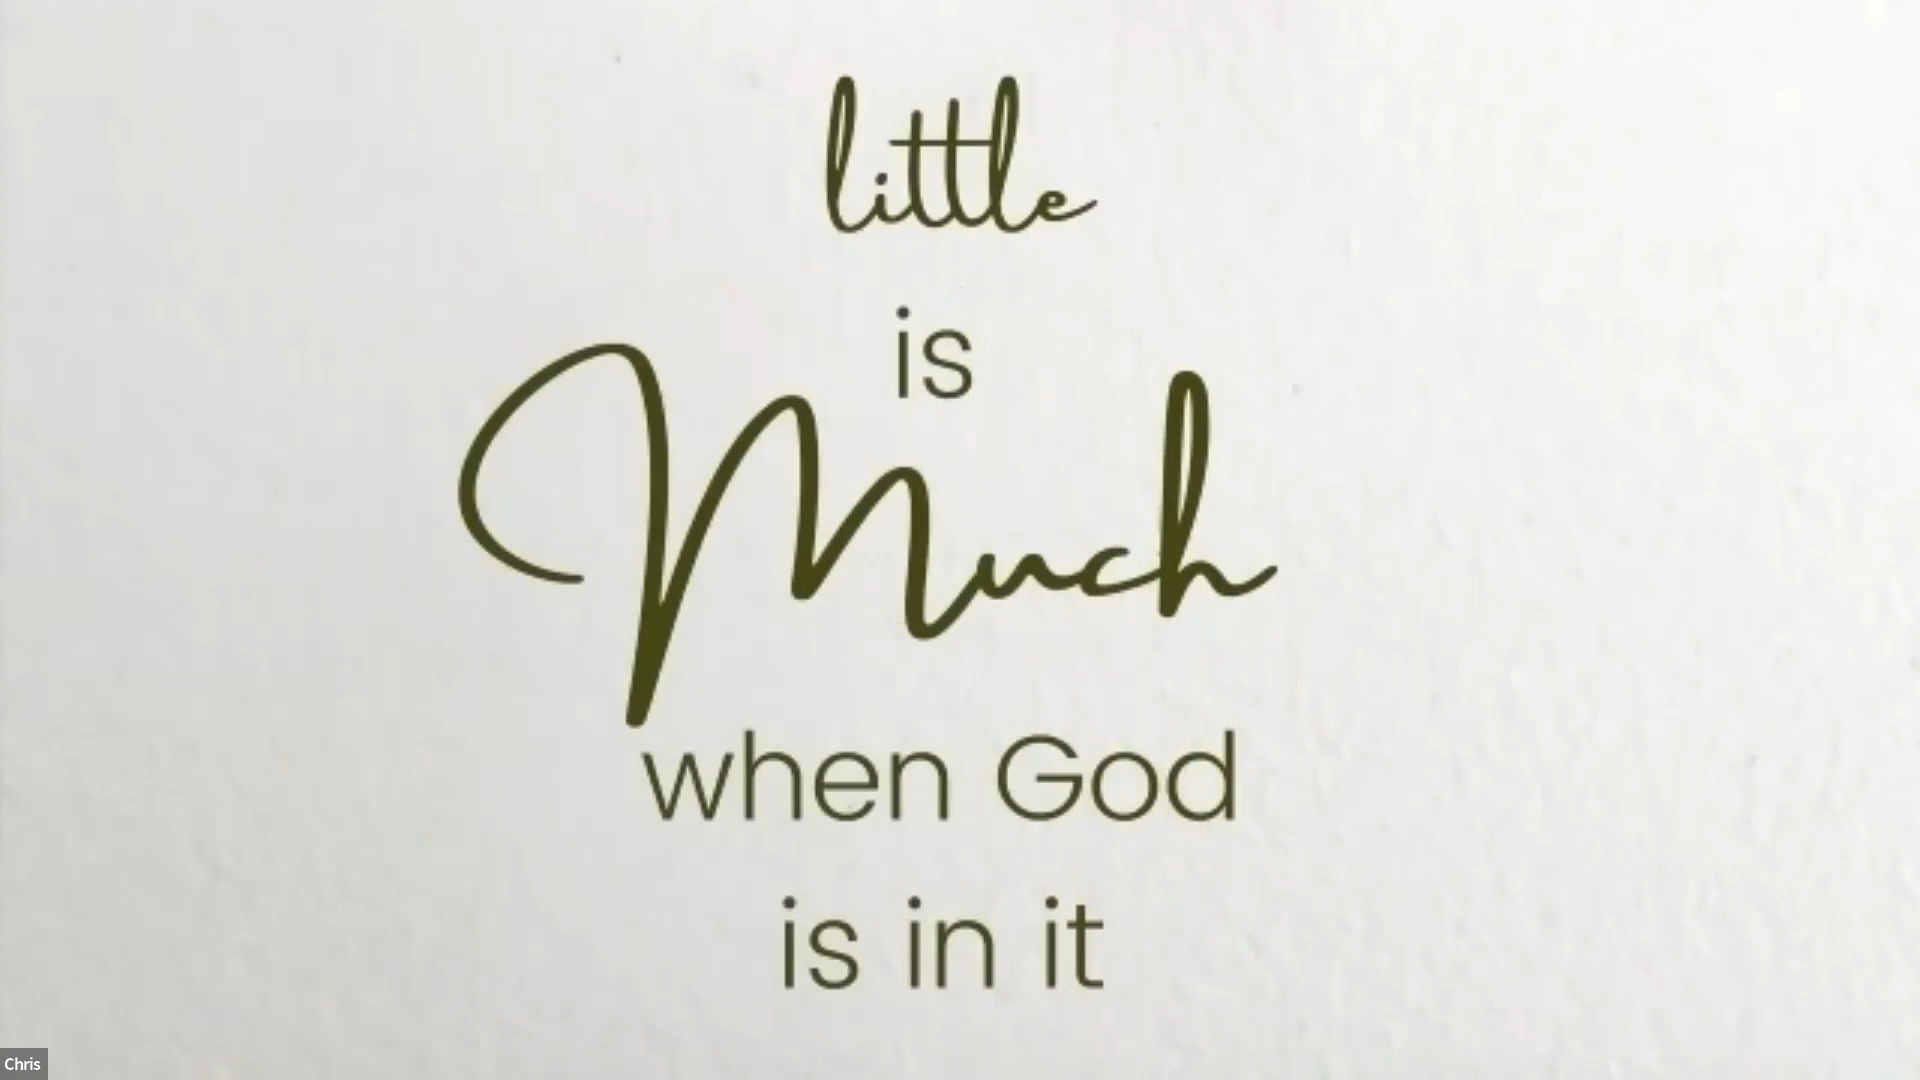 little
is
Much
when God
is in it
Chris